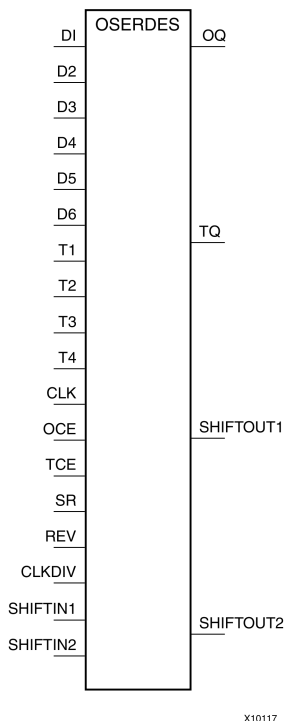 OSERDES
DI
D2
D3
D4
D5
D6
T1
T2
T3
T4
CLK
OCE
TCE
SR
REV
CLKDIV
SHIFTIN1
SHIFTIN2
OQ
TQ
SHIFTOUT1
SHIFTOUT2
X10117